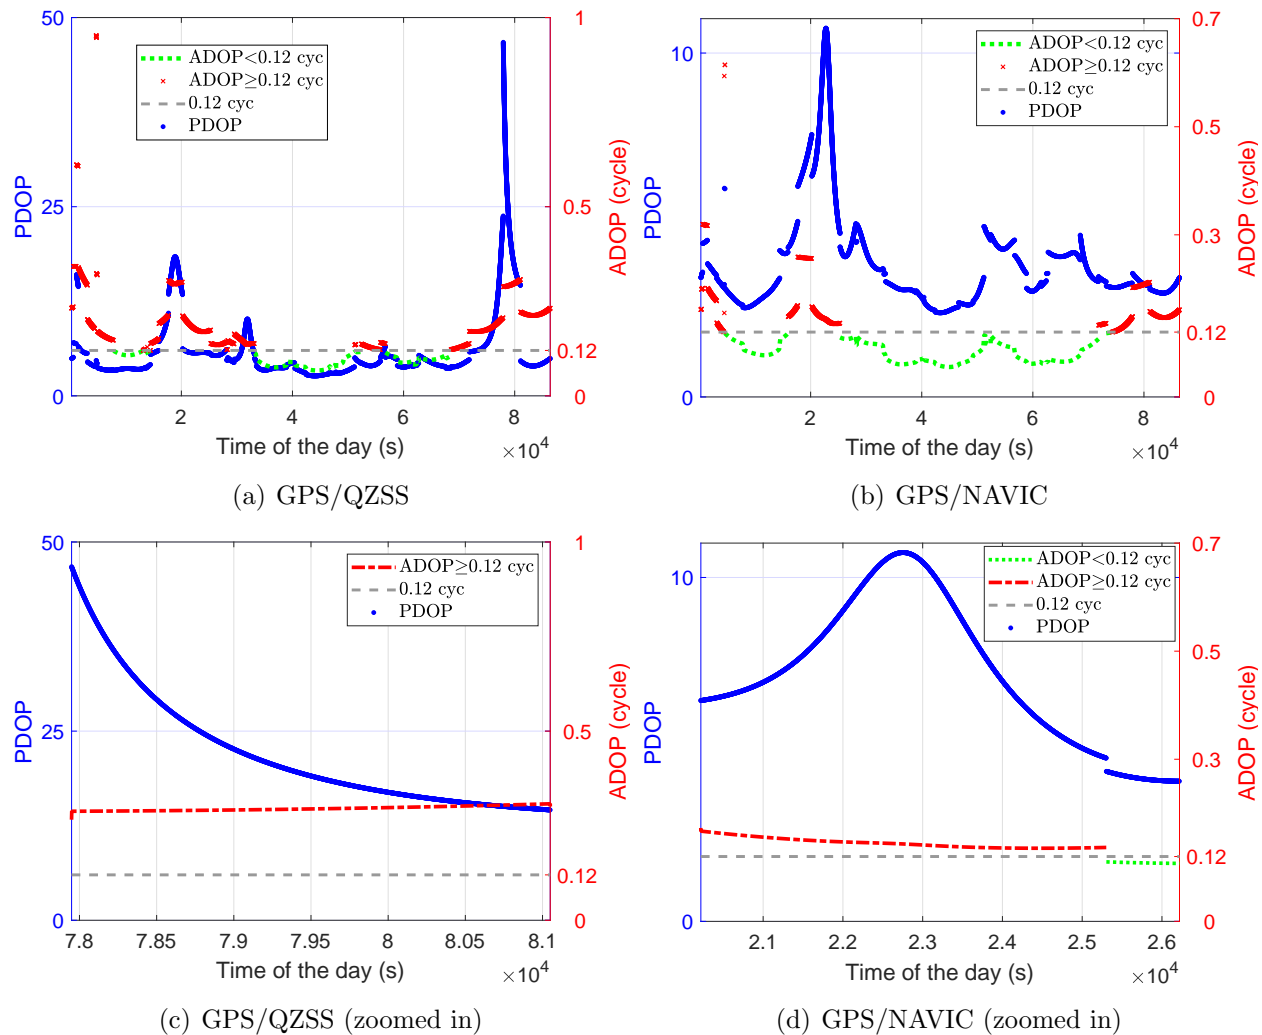 50
25
0
PDOP
1
0.5
0.12
0
ADOP (cycle)
ADOP<0.12 cyc
ADOP≥0.12 cyc
0.12 cyc
PDOP
2 4 6 8
Time of the day (s)
×10⁴
(a) GPS/QZSS
10
0
PDOP
0.7
0.5
0.3
0.12
0
ADOP (cycle)
ADOP<0.12 cyc
ADOP≥0.12 cyc
0.12 cyc
PDOP
2 4 6 8
Time of the day (s)
×10⁴
(b) GPS/NAVIC
50
25
0
PDOP
1
0.5
0.12
0
ADOP (cycle)
ADOP≥0.12 cyc
0.12 cyc
PDOP
7.8 7.85 7.9 7.95 8 8.05 8.1
Time of the day (s)
×10⁴
(c) GPS/QZSS (zoomed in)
10
0
PDOP
0.7
0.5
0.3
0.12
0
ADOP (cycle)
ADOP<0.12 cyc
ADOP≥0.12 cyc
0.12 cyc
PDOP
2.1 2.2 2.3 2.4 2.5 2.6
Time of the day (s)
×10⁴
(d) GPS/NAVIC (zoomed in)